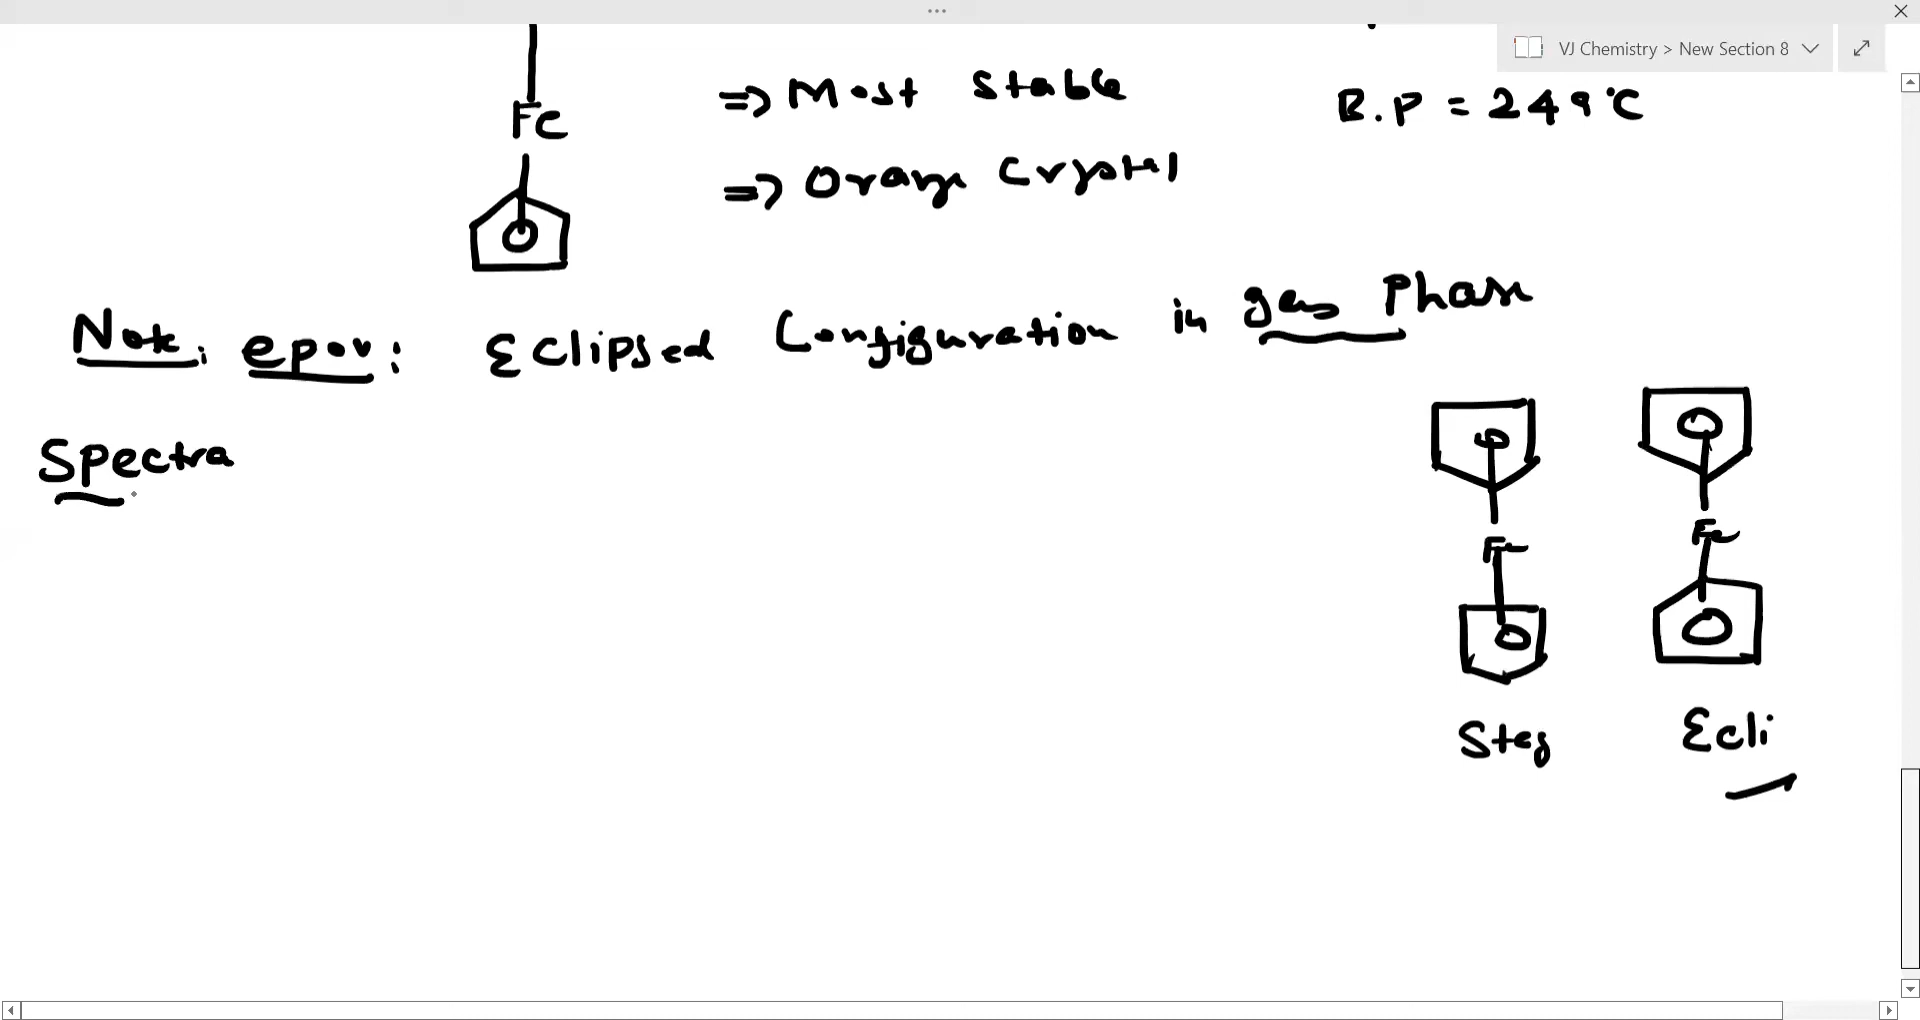 VJ Chemistry > New Section 8
Fe
=> Most stable
B.P = 249°C
=> Orange Crystal
Note: epov: Eclipsed Configuration in gas Phase
Spectra
Fe
Fe
Steg
Ecli